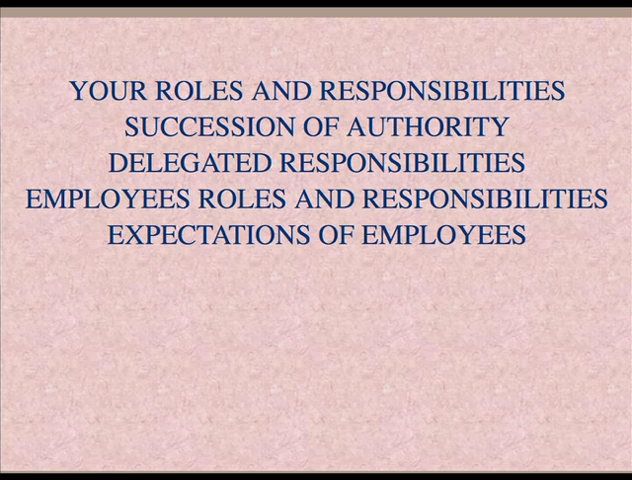 YOUR ROLES AND RESPONSIBILITIES
SUCCESSION OF AUTHORITY
DELEGATED RESPONSIBILITIES
EMPLOYEES ROLES AND RESPONSIBILITIES
EXPECTATIONS OF EMPLOYEES